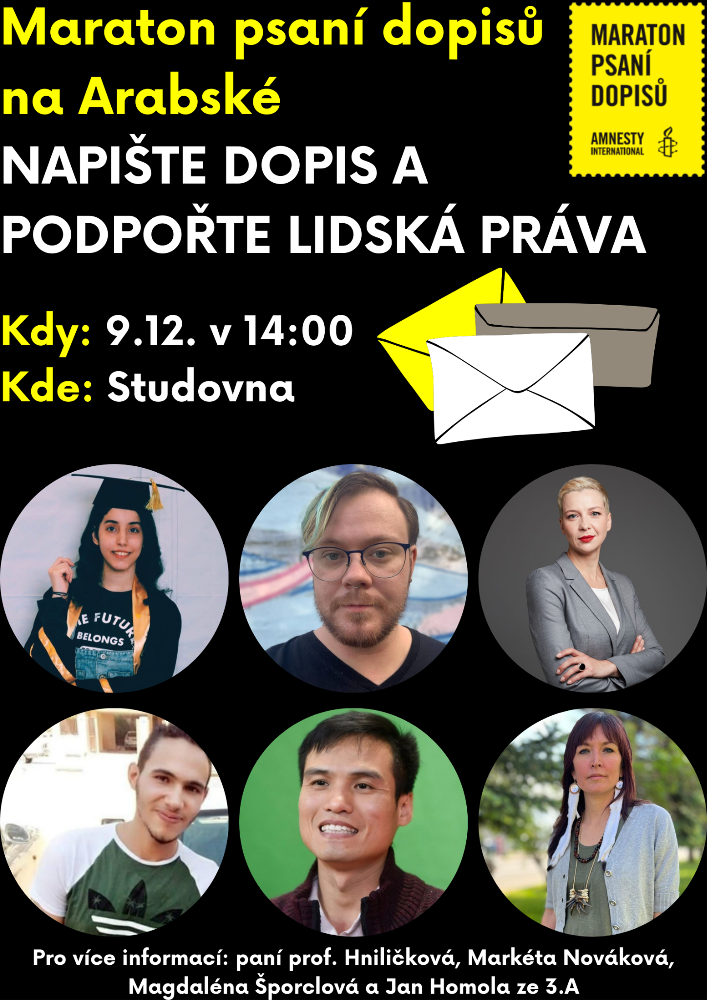 Maraton psaní dopisů
na Arabské
NAPIŠTE DOPIS A
PODPOŘTE LIDSKÁ PRÁVA
MARATON
PSANÍ
DOPISŮ
AMNESTY
INTERNATIONAL
Kdy: 9.12. v 14:00
Kde: Studovna
FUTUR
BELONGS
Pro více informací: paní prof. Hniličková, Markéta Nováková,
Magdaléna Šporclová a Jan Homola ze 3.A